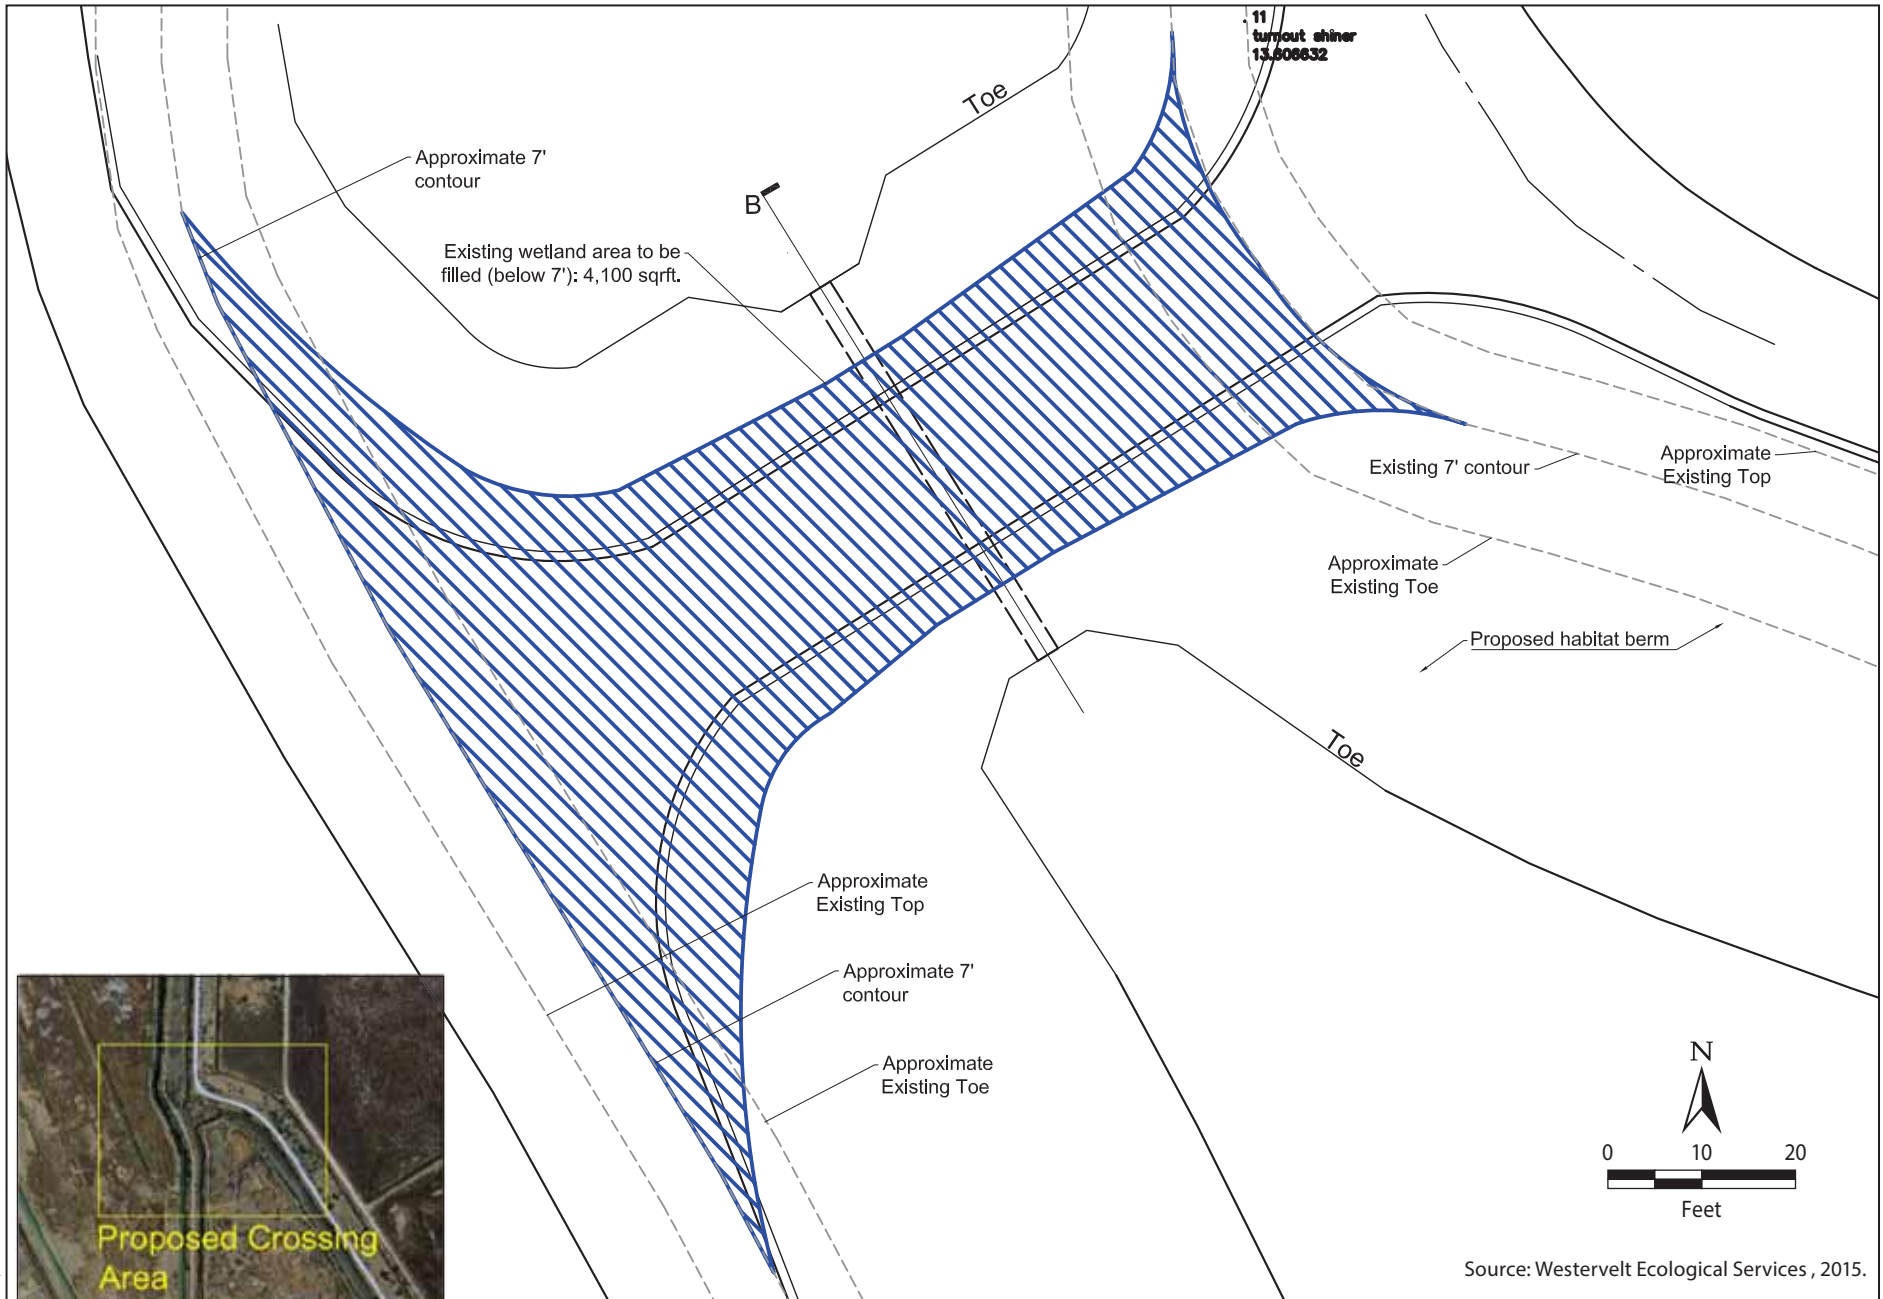 11
turnout shiner
13.606632
Toe
Approximate 7'
contour
B
Existing wetland area to be
filled (below 7'): 4,100 sqrft.
Existing 7' contour
Approximate
Existing Top
Approximate
Existing Toe
Proposed habitat berm
Toe
Approximate
Existing Top
Approximate 7'
contour
Approximate
Existing Toe
N
0 10 20
Feet
Proposed Crossing
Area
Source: Westervelt Ecological Services , 2015.